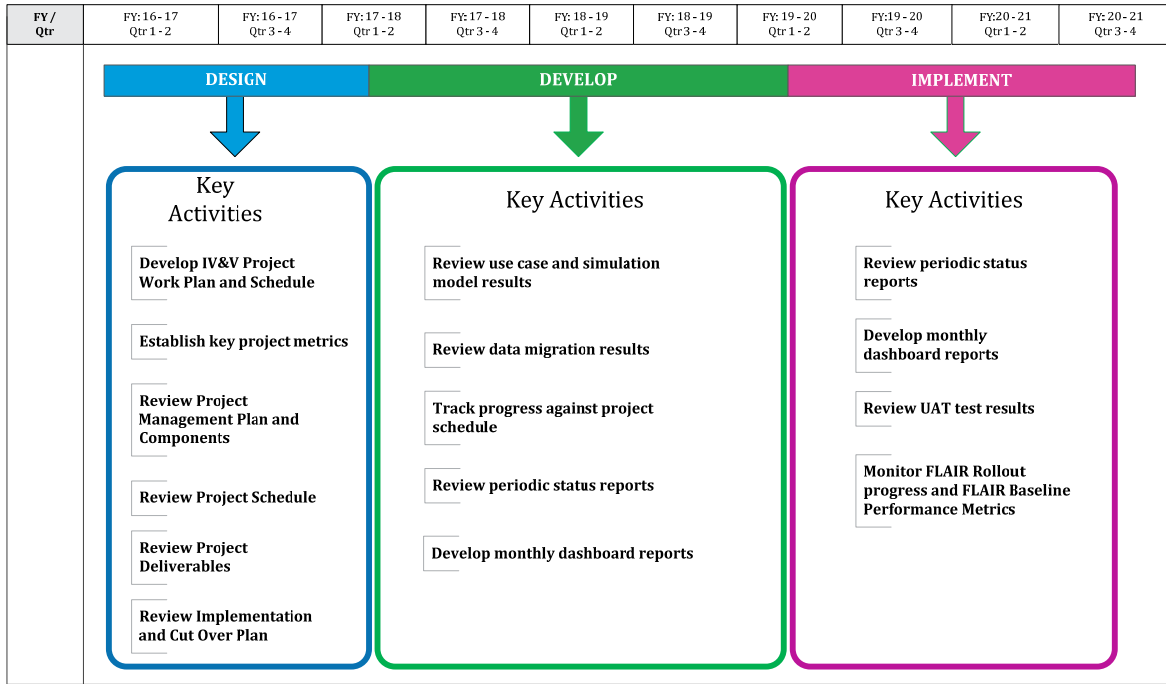 FY /
Qtr
FY: 16 - 17
Qtr 1 - 2
FY: 16 - 17
Qtr 3 - 4
FY: 17 - 18
Qtr 1 - 2
FY: 17 - 18
Qtr 3 - 4
FY: 18 - 19
Qtr 1 - 2
FY: 18 - 19
Qtr 3 - 4
FY: 19 - 20
Qtr 1 - 2
FY:19 - 20
Qtr 3 - 4
FY:20 - 21
Qtr 1 - 2
FY: 20 - 21
Qtr 3 - 4
DESIGN
DEVELOP
IMPLEMENT
Key
Activities
Develop IV&V Project
Work Plan and Schedule
Establish key project metrics
Review Project
Management Plan and
Components
Review Project Schedule
Review Project
Deliverables
Review Implementation
and Cut Over Plan
Key Activities
Review use case and simulation
model results
Review data migration results
Track progress against project
schedule
Review periodic status reports
Develop monthly dashboard reports
Key Activities
Review periodic status
reports
Develop monthly
dashboard reports
Review UAT test results
Monitor FLAIR Rollout
progress and FLAIR Baseline
Performance Metrics